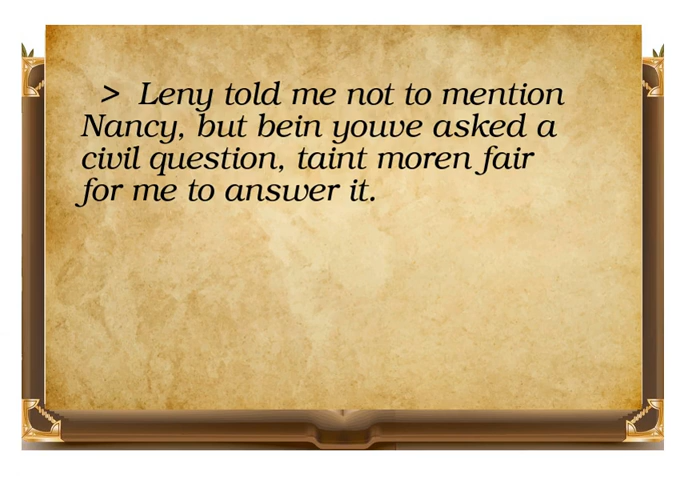 > Leny told me not to mention
Nancy, but bein youve asked a
civil question, taint moren fair
for me to answer it.